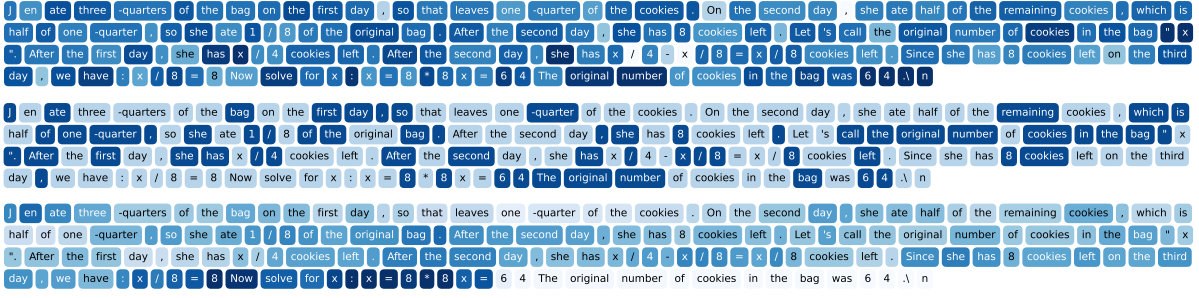 J en ate three -quarters of the bag on the first day , so that leaves one -quarter of the cookies . On the second day , she ate half of the remaining cookies , which is
half of one -quarter , so she ate 1 / 8 of the original bag . After the second day , she has 8 cookies left . Let 's call the original number of cookies in the bag " x
". After the first day , she has x / 4 cookies left . After the second day , she has x / 4 - x / 8 = x / 8 cookies left . Since she has 8 cookies left on the third
day , we have : x / 8 = 8 Now solve for x : x = 8 * 8 x = 6 4 The original number of cookies in the bag was 6 4 .\ n
J en ate three -quarters of the bag on the first day , so that leaves one -quarter of the cookies . On the second day , she ate half of the remaining cookies , which is
half of one -quarter , so she ate 1 / 8 of the original bag . After the second day , she has 8 cookies left . Let 's call the original number of cookies in the bag " x
". After the first day , she has x / 4 cookies left . After the second day , she has x / 4 - x / 8 = x / 8 cookies left . Since she has 8 cookies left on the third
day , we have : x / 8 = 8 Now solve for x : x = 8 * 8 x = 6 4 The original number of cookies in the bag was 6 4 .\ n
J en ate three -quarters of the bag on the first day , so that leaves one -quarter of the cookies . On the second day , she ate half of the remaining cookies , which is
half of one -quarter , so she ate 1 / 8 of the original bag . After the second day , she has 8 cookies left . Let 's call the original number of cookies in the bag " x
". After the first day , she has x / 4 cookies left . After the second day , she has x / 4 - x / 8 = x / 8 cookies left . Since she has 8 cookies left on the third
day , we have : x / 8 = 8 Now solve for x : x = 8 * 8 x = 6 4 The original number of cookies in the bag was 6 4 .\ n